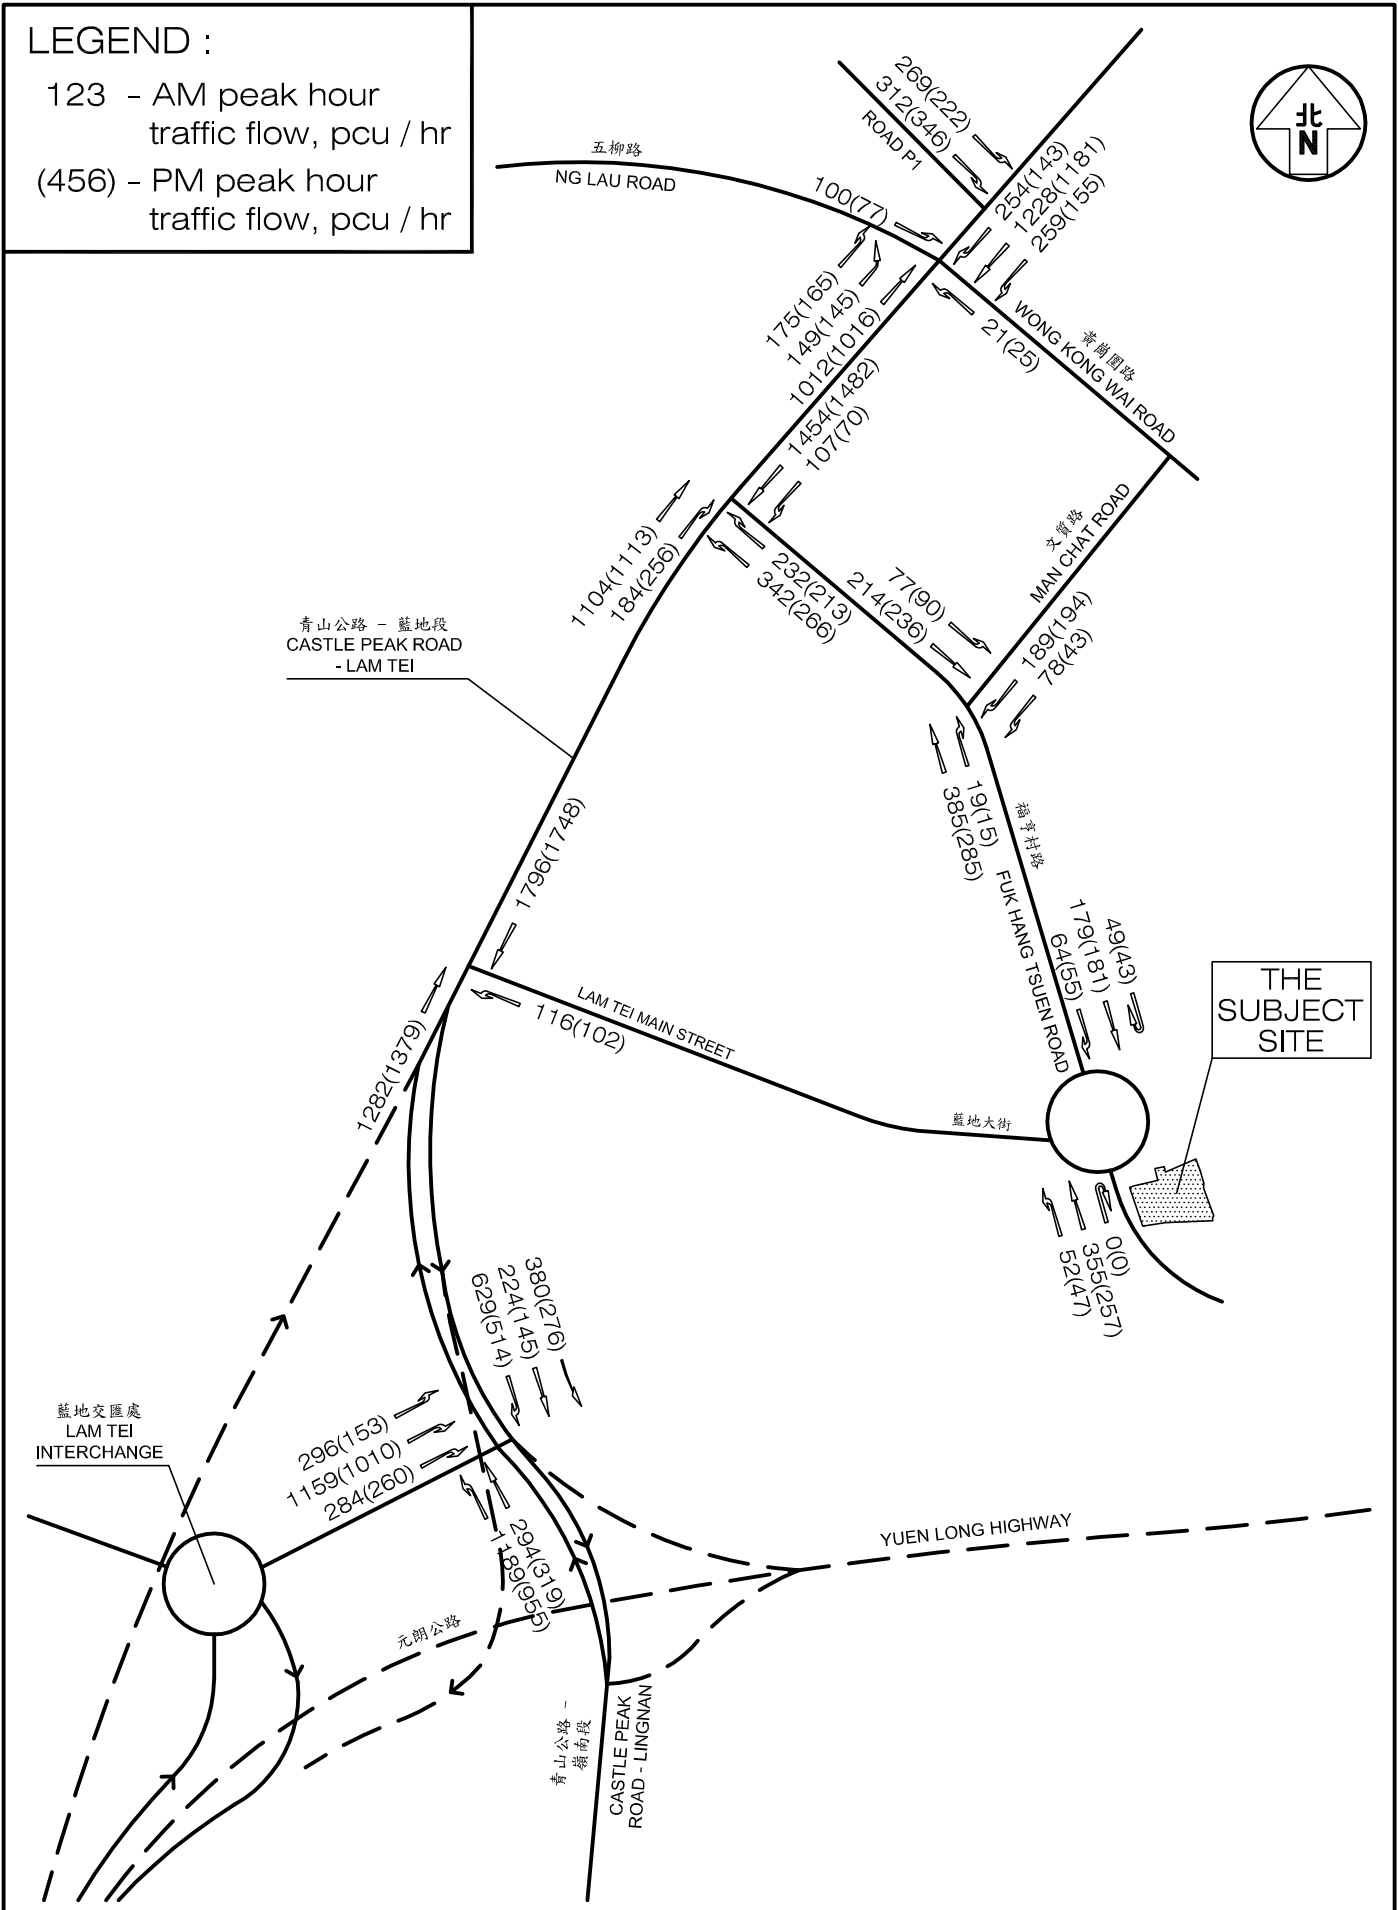 LEGEND :
123 - AM peak hour
traffic flow, pcu / hr
(456) - PM peak hour
traffic flow, pcu / hr
北
N
269(222)
312(346)
ROAD P1
五柳路
NG LAU ROAD
100(77)
254(143)
1228(1181)
259(155)
175(165)
149(145)
1012(1016)
21(25)
黃崗圍路
WONG KONG WAI ROAD
1454(1482)
107(70)
1104(1113)
184(256)
232(213)
342(266)
77(90)
214(236)
文質路
MAN CHAT ROAD
189(194)
78(43)
青山公路 - 藍地段
CASTLE PEAK ROAD
- LAM TEI
19(15)
385(285)
福亨村路
FUK HANG TSUEN ROAD
1796(1748)
49(43)
179(181)
64(55)
THE
SUBJECT
SITE
LAM TEI MAIN STREET
116(102)
藍地大街
1282(1379)
0(0)
355(257)
52(47)
380(276)
224(145)
629(514)
藍地交匯處
LAM TEI
INTERCHANGE
296(153)
1159(1010)
284(260)
294(319)
1189(955)
YUEN LONG HIGHWAY
元朗公路
青山公路 -
嶺南段
CASTLE PEAK
ROAD - LINGNAN